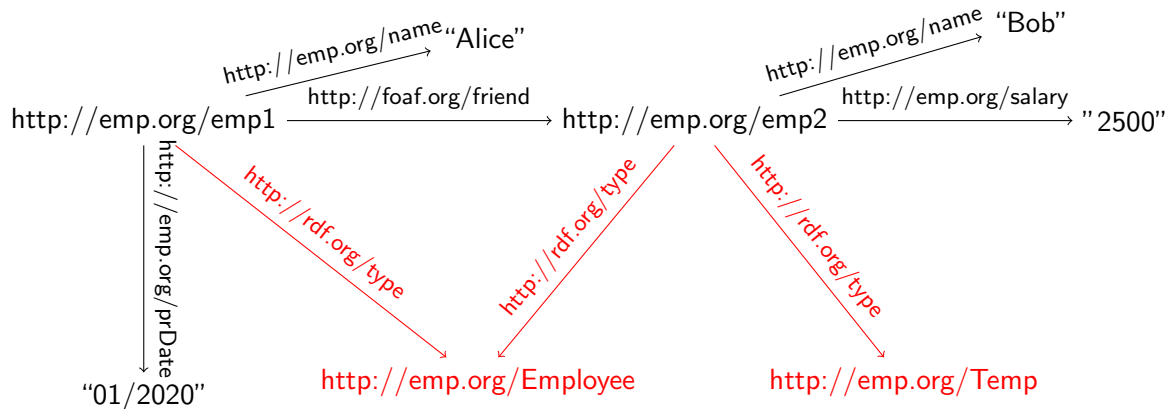 http://emp.org/name
“Alice”
http://emp.org/name
“Bob”
http://foaf.org/friend
http://emp.org/salary
http://emp.org/emp1
http://emp.org/emp2
”2500”
http://emp.org/prDate
http://rdf.org/type
http://rdf.org/type
http://rdf.org/type
“01/2020”
http://emp.org/Employee
http://emp.org/Temp